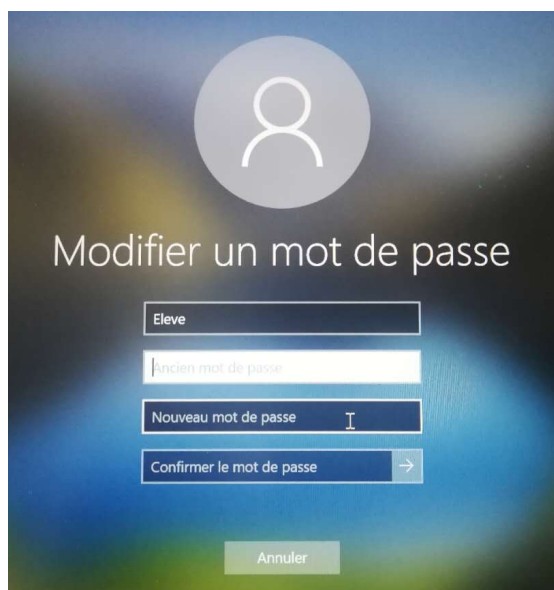 Modifier un mot de passe
Eleve
Ancien mot de passe
Nouveau mot de passe
Confirmer le mot de passe
Annuler